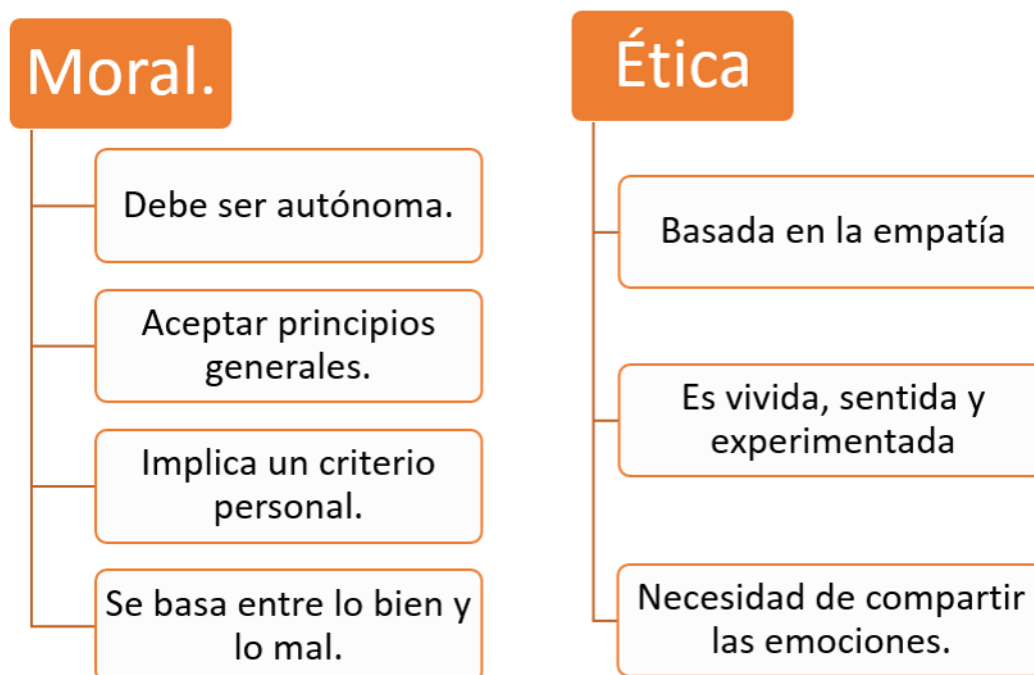 Moral.
Debe ser autónoma.
Aceptar principios
generales.
Implica un criterio
personal.
Se basa entre lo bien y
lo mal.
Ética
Basada en la empatía
Es vivida, sentida y
experimentada
Necesidad de compartir
las emociones.